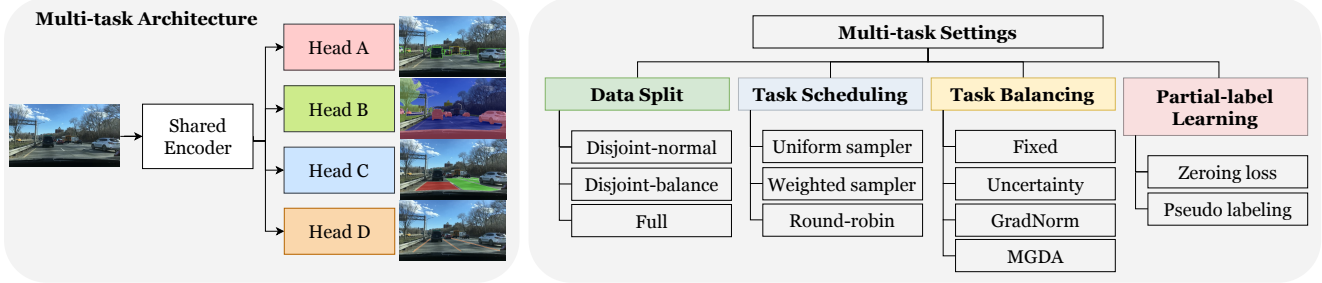 Multi-task Architecture
Shared
Encoder
Head A
Head B
Head C
Head D
Multi-task Settings
Data Split
Disjoint-normal
Disjoint-balance
Full
Task Scheduling
Uniform sampler
Weighted sampler
Round-robin
Task Balancing
Fixed
Uncertainty
GradNorm
MGDA
Partial-label
Learning
Zeroing loss
Pseudo labeling